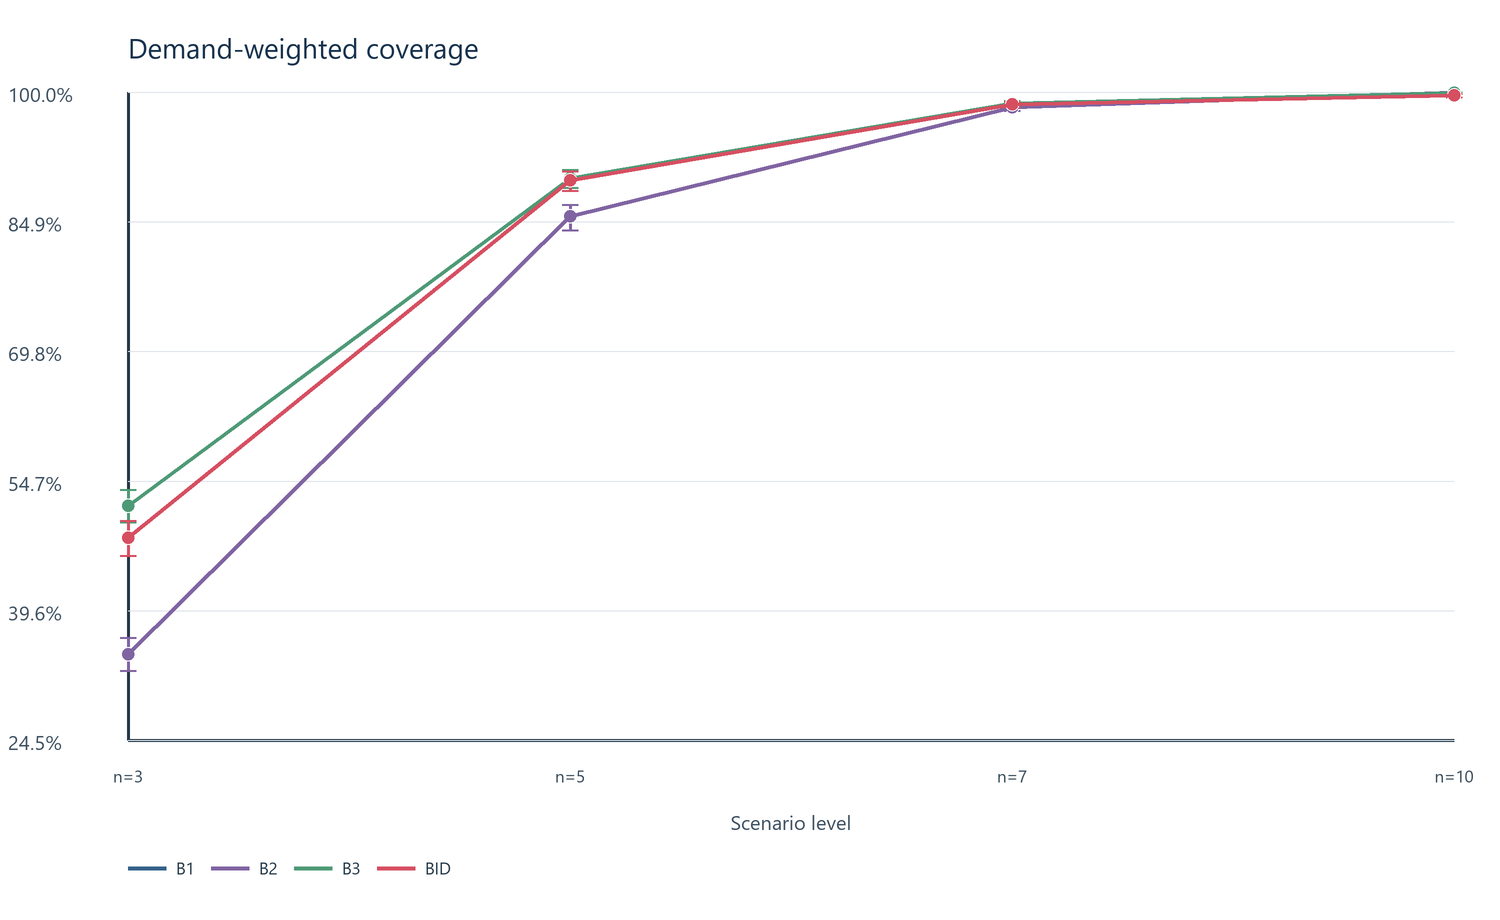 Demand-weighted coverage
100.0%
84.9%
69.8%
54.7%
39.6%
24.5%
n=3 n=5 n=7 n=10
Scenario level
B1 B2 B3 BID